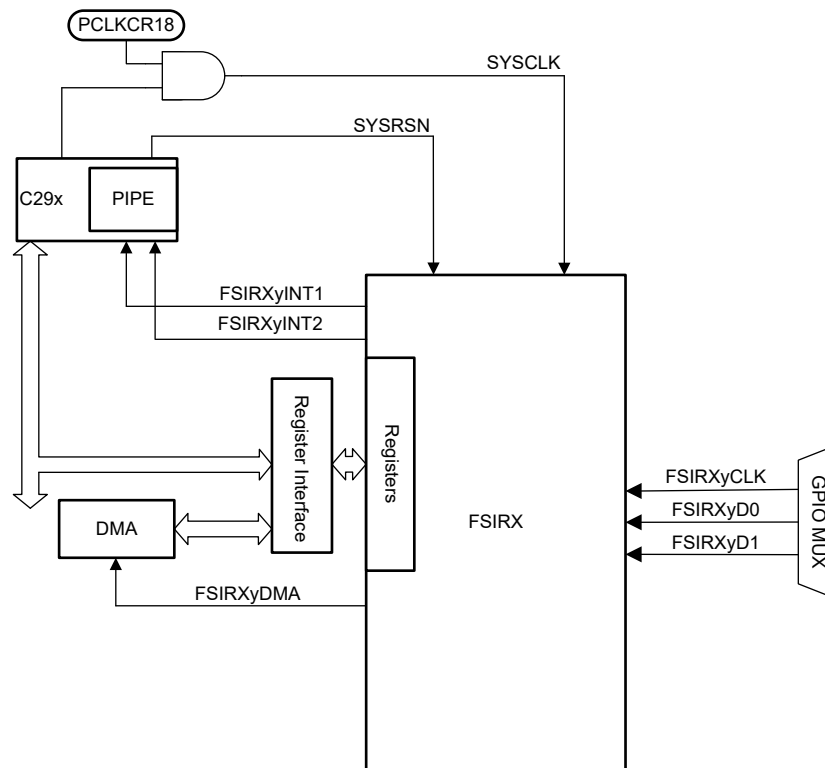 PCLKCR18
SYSCLK
SYSRSN
C29x
PIPE
FSIRXyINT1
FSIRXyINT2
Register Interface
Registers
FSIRX
FSIRXyCLK
FSIRXyD0
FSIRXyD1
GPIO MUX
DMA
FSIRXyDMA